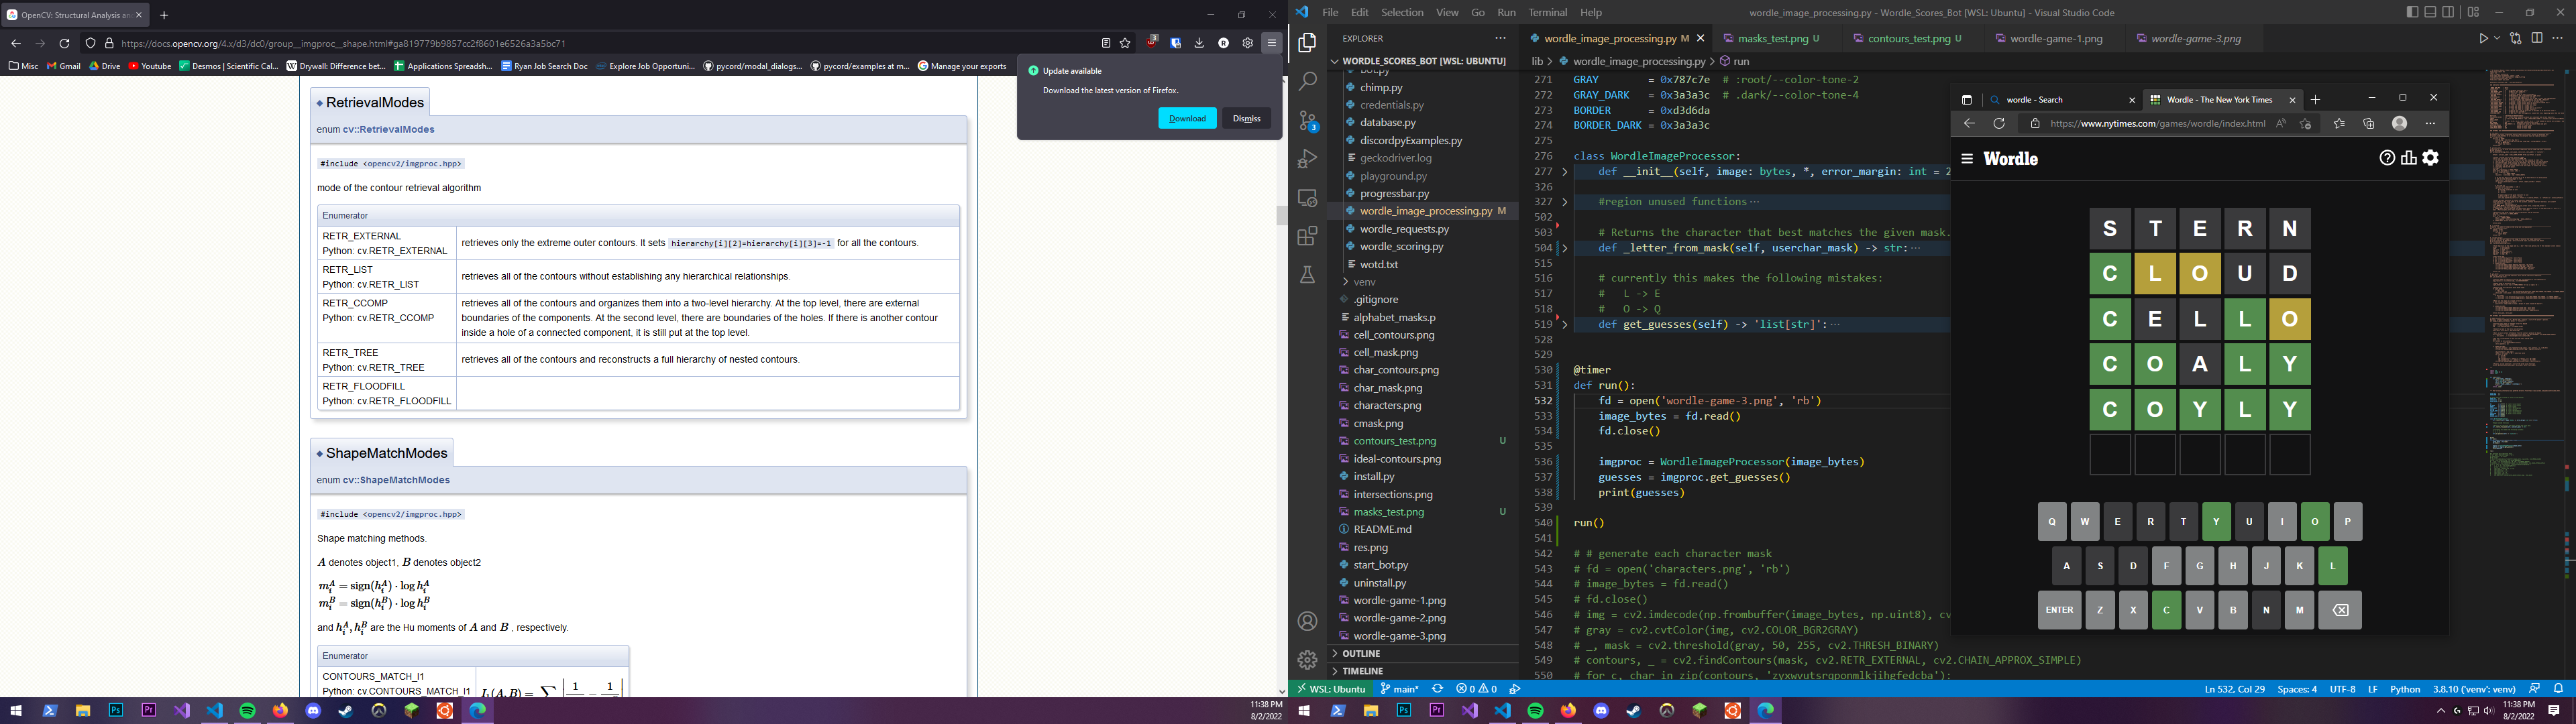 OpenCV: Structural Analysis an
https://docs.opencv.org/4.x/d3/dc0/group__imgproc__shape.html#ga819779b9857cc2f8601e6526a3a5bc71
Misc
Gmail
Drive
Youtube
Desmos | Scientific Cal...
Drywall: Difference bet...
Applications Spreadsh...
Ryan Job Search Doc
Explore Job Opportuni...
pycord/modal_dialogs...
pycord/examples at m...
Manage your exports
Update available
Download the latest version of Firefox.
Download
Dismiss
◆ RetrievalModes
enum cv::RetrievalModes
#include <opencv2/imgproc.hpp>
mode of the contour retrieval algorithm
Enumerator
RETR_EXTERNAL
Python: cv.RETR_EXTERNAL
retrieves only the extreme outer contours. It sets hierarchy[i][2]=hierarchy[i][3]=-1 for all the contours.
RETR_LIST
Python: cv.RETR_LIST
retrieves all of the contours without establishing any hierarchical relationships.
RETR_CCOMP
Python: cv.RETR_CCOMP
retrieves all of the contours and organizes them into a two-level hierarchy. At the top level, there are external
boundaries of the components. At the second level, there are boundaries of the holes. If there is another contour
inside a hole of a connected component, it is still put at the top level.
RETR_TREE
Python: cv.RETR_TREE
retrieves all of the contours and reconstructs a full hierarchy of nested contours.
RETR_FLOODFILL
Python: cv.RETR_FLOODFILL
◆ ShapeMatchModes
enum cv::ShapeMatchModes
#include <opencv2/imgproc.hpp>
Shape matching methods.
A denotes object1, B denotes object2
m_i^A = sign(h_i^A) · log h_i^A
m_i^B = sign(h_i^B) · log h_i^B
and h_i^A, h_i^B are the Hu moments of A and B , respectively.
Enumerator
CONTOURS_MATCH_I1
Python: cv.CONTOURS_MATCH_I1
11:38 PM
8/2/2022
File Edit Selection View Go Run Terminal Help
wordle_image_processing.py - Wordle_Scores_Bot [WSL: Ubuntu] - Visual Studio Code
EXPLORER
WORDLE_SCORES_BOT [WSL: UBUNTU]
bot.py
chimp.py
credentials.py
database.py
discordpyExamples.py
geckodriver.log
playground.py
progressbar.py
wordle_image_processing.py M
wordle_requests.py
wordle_scoring.py
wotd.txt
venv
.gitignore
alphabet_masks.p
cell_contours.png
cell_mask.png
char_contours.png
char_mask.png
characters.png
cmask.png
contours_test.png U
ideal-contours.png
install.py
intersections.png
masks_test.png U
README.md
res.png
start_bot.py
uninstall.py
wordle-game-1.png
wordle-game-2.png
wordle-game-3.png
OUTLINE
TIMELINE
wordle_image_processing.py M
masks_test.png U
contours_test.png U
wordle-game-1.png
wordle-game-3.png
lib > wordle_image_processing.py > run
271 GRAY = 0x787c7e # :root/--color-tone-2
272 GRAY_DARK = 0x3a3a3c # .dark/--color-tone-4
273 BORDER = 0xd3d6da
274 BORDER_DARK = 0x3a3a3c
275
276 class WordleImageProcessor:
277 def __init__(self, image: bytes, *, error_margin: int = 2
326
327 #region unused functions···
502
503 # Returns the character that best matches the given mask.
504 def _letter_from_mask(self, userchar_mask) -> str:···
515
516 # currently this makes the following mistakes:
517 # L -> E
518 # O -> Q
519 def get_guesses(self) -> 'list[str]':···
528
529
530 @timer
531 def run():
532 fd = open('wordle-game-3.png', 'rb')
533 image_bytes = fd.read()
534 fd.close()
535
536 imgproc = WordleImageProcessor(image_bytes)
537 guesses = imgproc.get_guesses()
538 print(guesses)
539
540 run()
541
542 # # generate each character mask
543 # fd = open('characters.png', 'rb')
544 # image_bytes = fd.read()
545 # fd.close()
546 # img = cv2.imdecode(np.frombuffer(image_bytes, np.uint8), cv
547 # gray = cv2.cvtColor(img, cv2.COLOR_BGR2GRAY)
548 # _, mask = cv2.threshold(gray, 50, 255, cv2.THRESH_BINARY)
549 # contours, _ = cv2.findContours(mask, cv2.RETR_EXTERNAL, cv2.CHAIN_APPROX_SIMPLE)
550 # for c, char in zip(contours, 'zyxwvutsrqponmlkjihgfedcba'):
wordle - Search
Wordle - The New York Times
https://www.nytimes.com/games/wordle/index.html
Wordle
S T E R N
C L O U D
C E L L O
C O A L Y
C O Y L Y
Q W E R T Y U I O P
A S D F G H J K L
ENTER Z X C V B N M
WSL: Ubuntu
main*
0 0
Ln 532, Col 29
Spaces: 4
UTF-8
LF
Python
3.8.10 ('venv': venv)
11:38 PM
8/2/2022